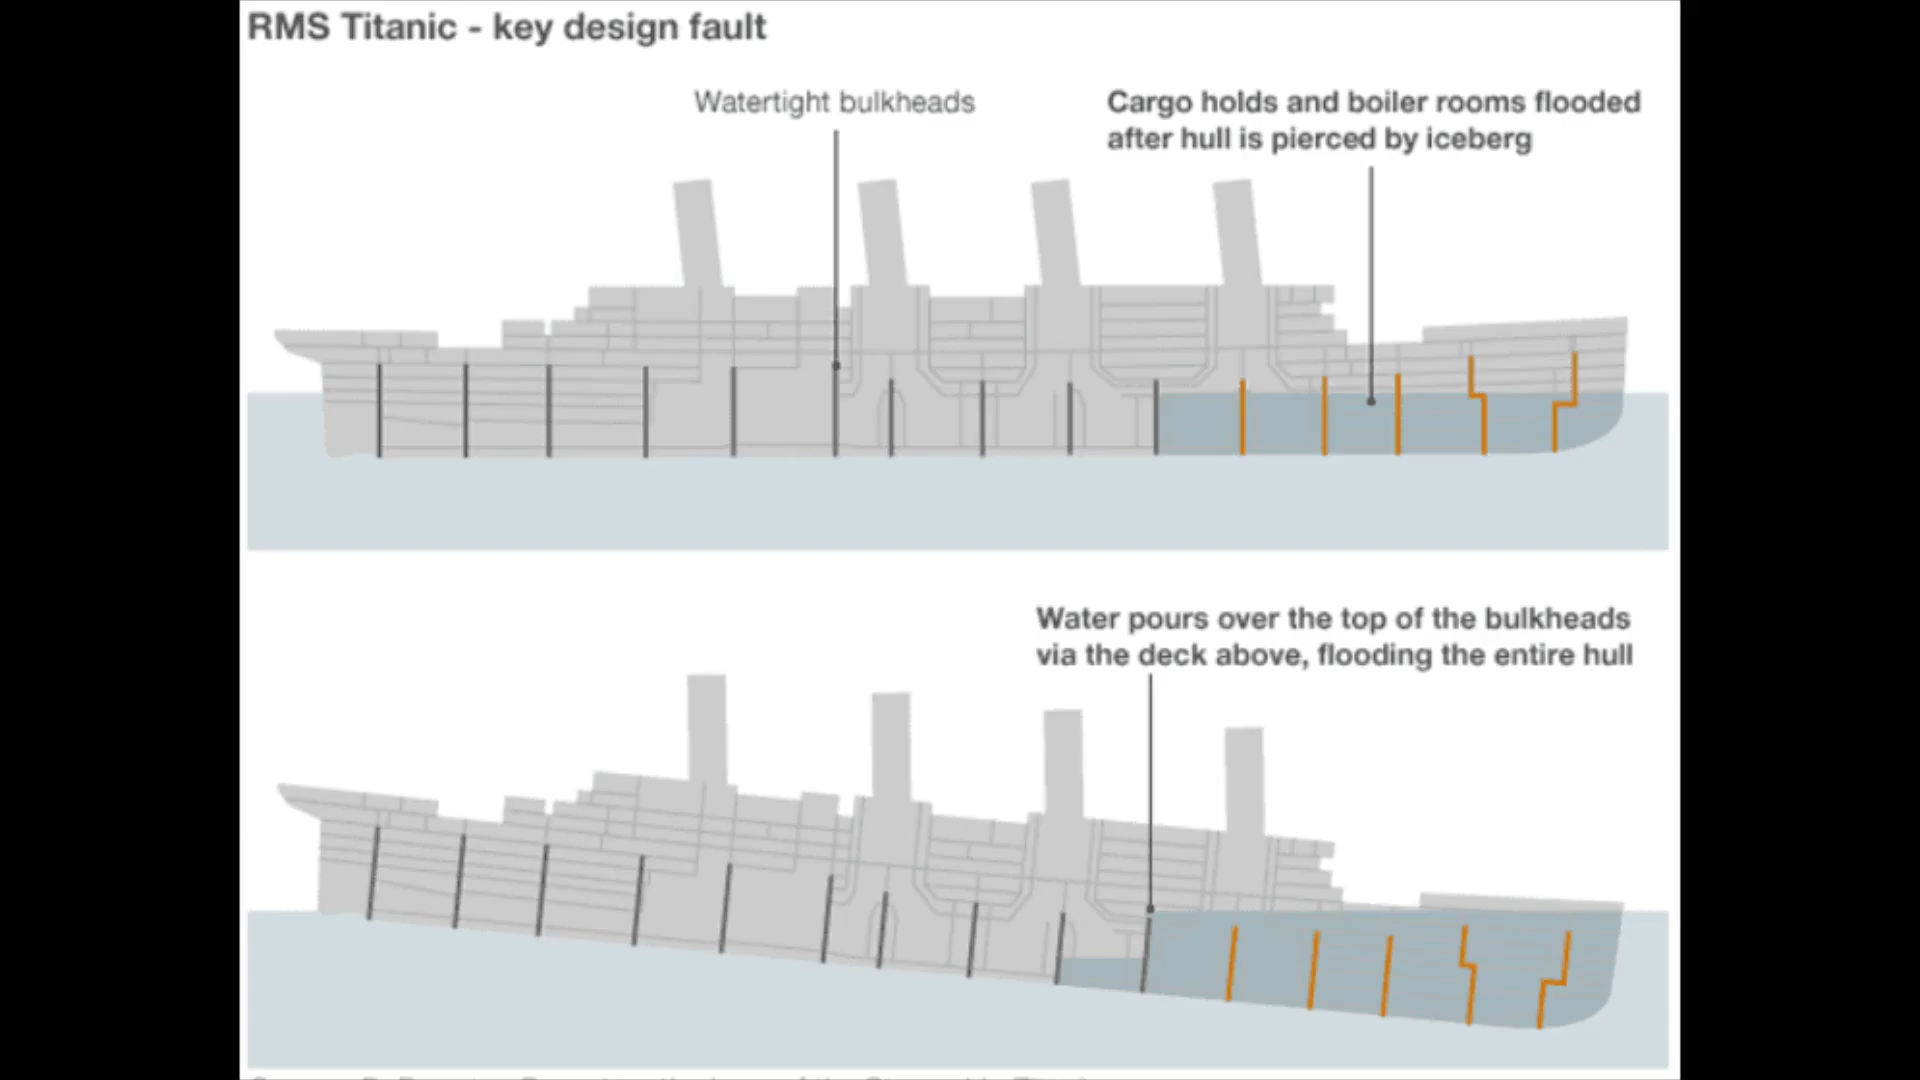 RMS Titanic - key design fault
Watertight bulkheads
Cargo holds and boiler rooms flooded
after hull is pierced by iceberg
Water pours over the top of the bulkheads
via the deck above, flooding the entire hull